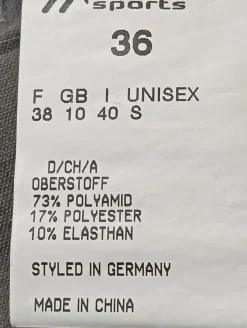 sports
36
F GB I UNISEX
38 10 40 S
D/CH/A
OBERSTOFF
73% POLYAMID
17% POLYESTER
10% ELASTHAN
STYLED IN GERMANY
MADE IN CHINA